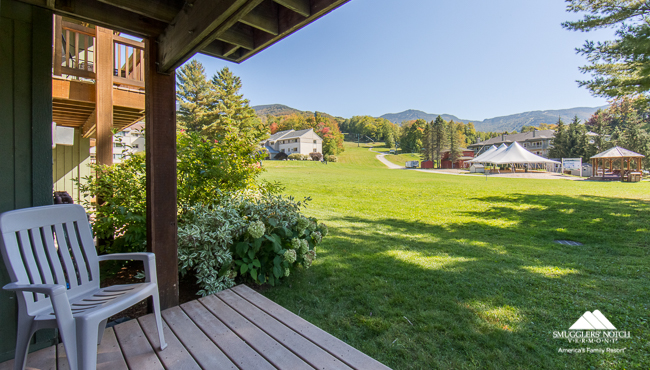 SMUGGLERS' NOTCH
VERMONT
America's Family Resort®